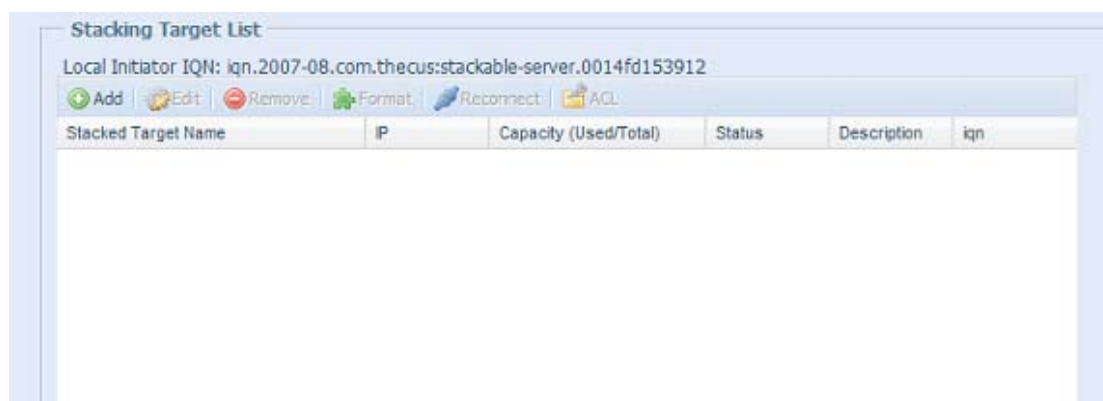 Stacking Target List
Local Initiator IQN: iqn.2007-08.com.thecus:stackable-server.0014fd153912
Add Edit Remove Format Reconnect ACL
Stacked Target Name IP Capacity (Used/Total) Status Description iqn